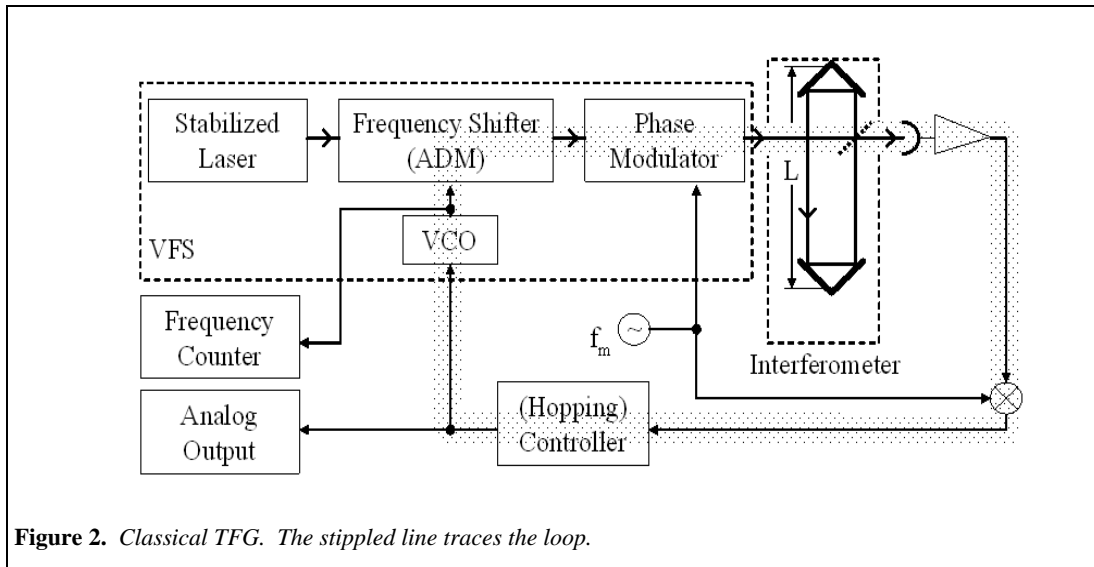 Stabilized
Laser
Frequency Shifter
(ADM)
Phase
Modulator
L
VCO
VFS
Frequency
Counter
f_m
~
Interferometer
Analog
Output
(Hopping)
Controller
Figure 2. Classical TFG. The stippled line traces the loop.